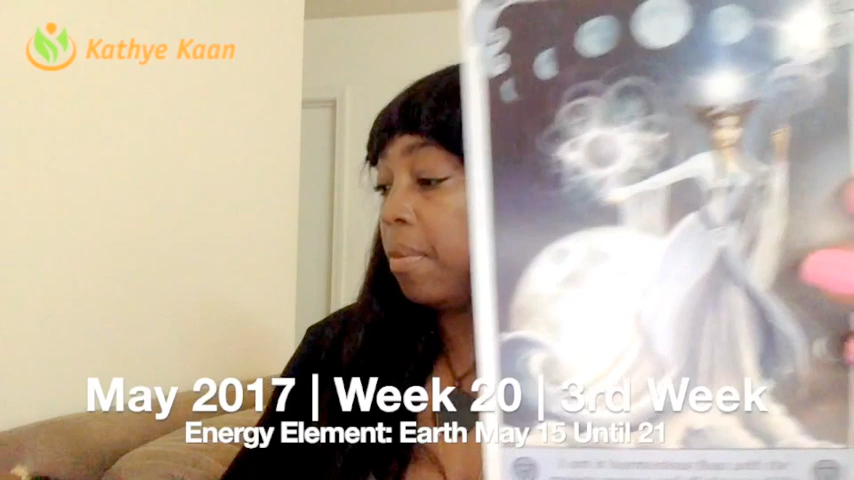 Kathye Kaan
May 2017 | Week 20 | 3rd Week
Energy Element: Earth May 15 Until 21